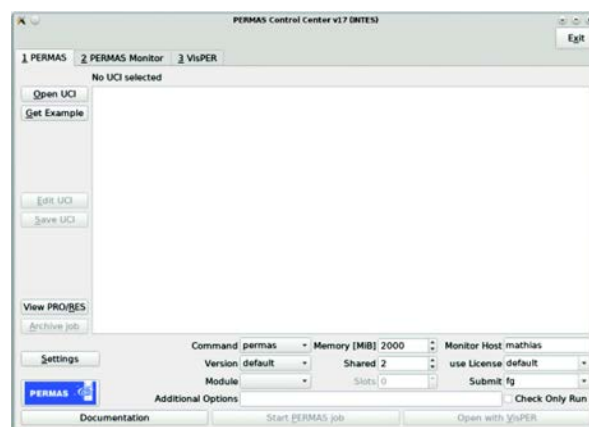 PERMAS Control Center v17 (INTES)
Exit
1 PERMAS 2 PERMAS Monitor 3 VisPER
No UCI selected
Open UCI
Get Example
Edit UCI
Save UCI
View PRO/RES
Archive job
Command permas Memory [MiB] 2000 Monitor Host mathias
Settings
Version default Shared 2 use License default
Module Slots 0 Submit fg
PERMAS
Additional Options Check Only Run
Documentation Start PERMAS job Open with VisPER